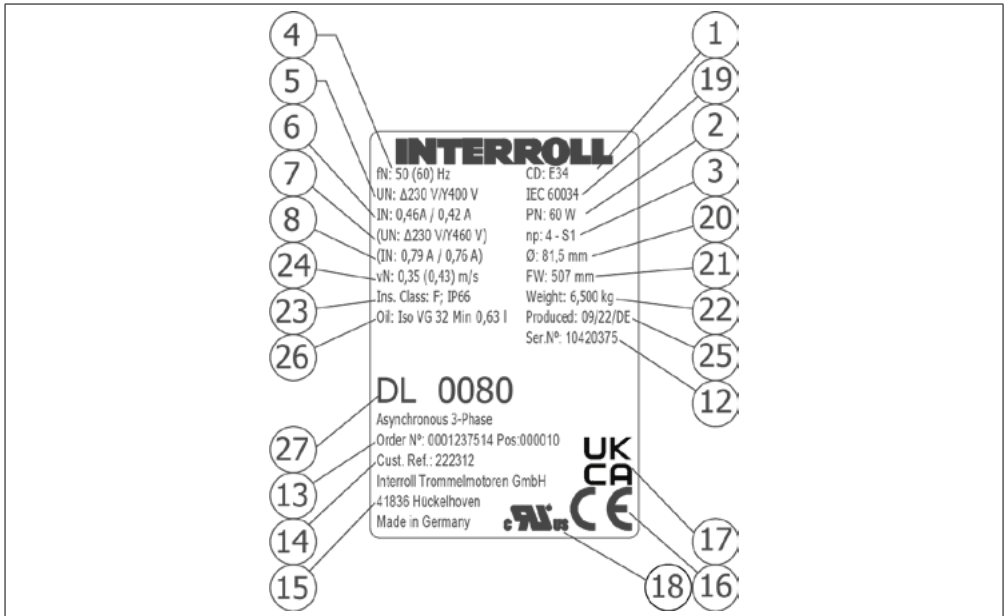 4
5
6
7
8
24
23
26
27
13
14
15
1
19
2
3
20
21
22
25
12
17
16
18
INTERROLL
fN: 50 (60) Hz
UN: Δ230 V/Y400 V
IN: 0,46A / 0,42 A
(UN: Δ230 V/Y460 V)
(IN: 0,79 A / 0,76 A)
vN: 0,35 (0,43) m/s
Ins. Class: F; IP66
Oil: Iso VG 32 Min 0,63 l
CD: E34
IEC 60034
PN: 60 W
np: 4 - S1
Ø: 81,5 mm
FW: 507 mm
Weight: 6,500 kg
Produced: 09/22/DE
Ser.Nº: 10420375
DL 0080
Asynchronous 3-Phase
Order Nº: 0001237514 Pos:000010
Cust. Ref.: 222312
Interroll Trommelmotoren GmbH
41836 Hückelhoven
Made in Germany
UK
CA
c RU us
CE